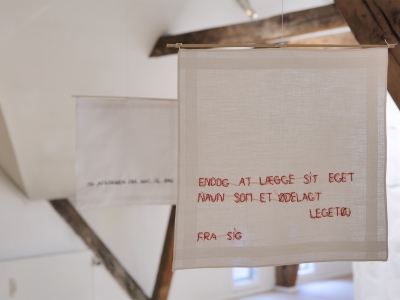 ENDOG AT LÆGGE SIT EGET
NAVN SOM ET ØDELAGT
LEGETØJ
FRA SIG